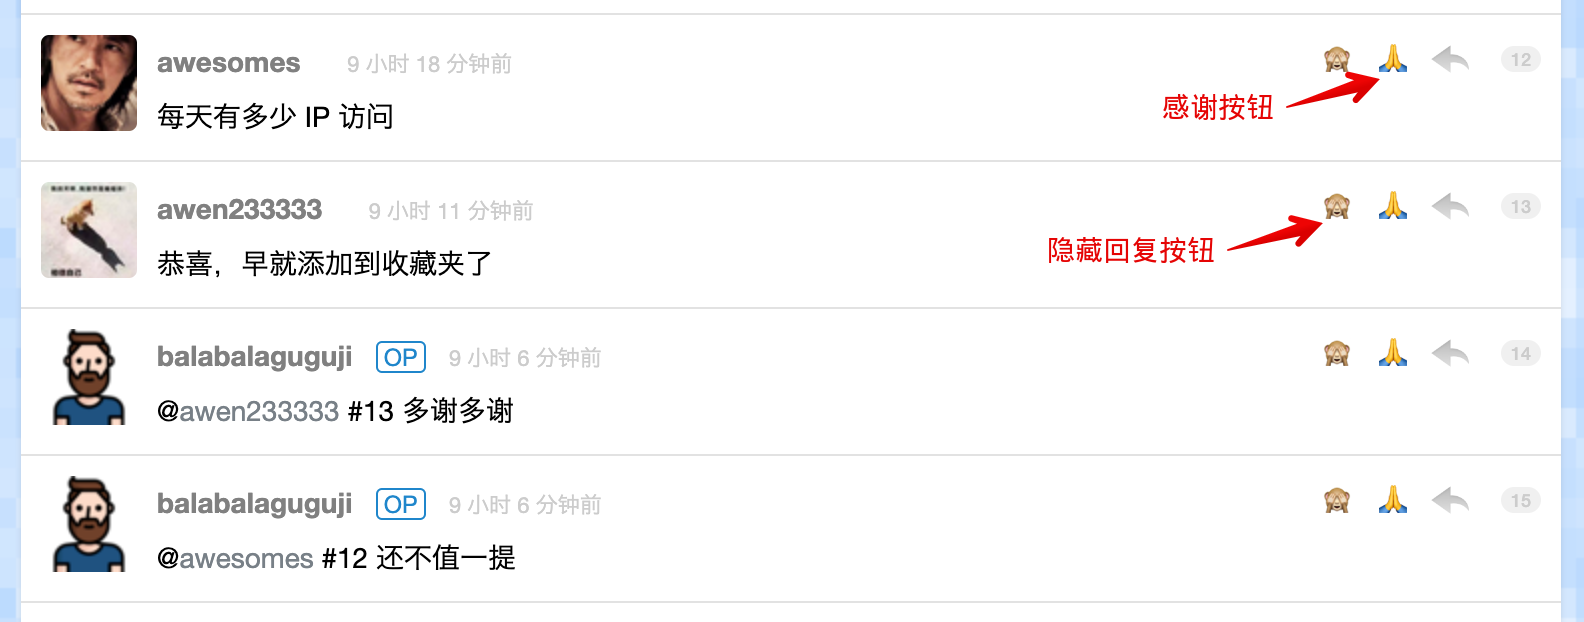 awesomes 9 小时 18 分钟前 12
感谢按钮
每天有多少 IP 访问
awen233333 9 小时 11 分钟前 13
隐藏回复按钮
恭喜，早就添加到收藏夹了
balabalaguguji OP 9 小时 6 分钟前 14
@awen233333 #13 多谢多谢
balabalaguguji OP 9 小时 6 分钟前 15
@awesomes #12 还不值一提